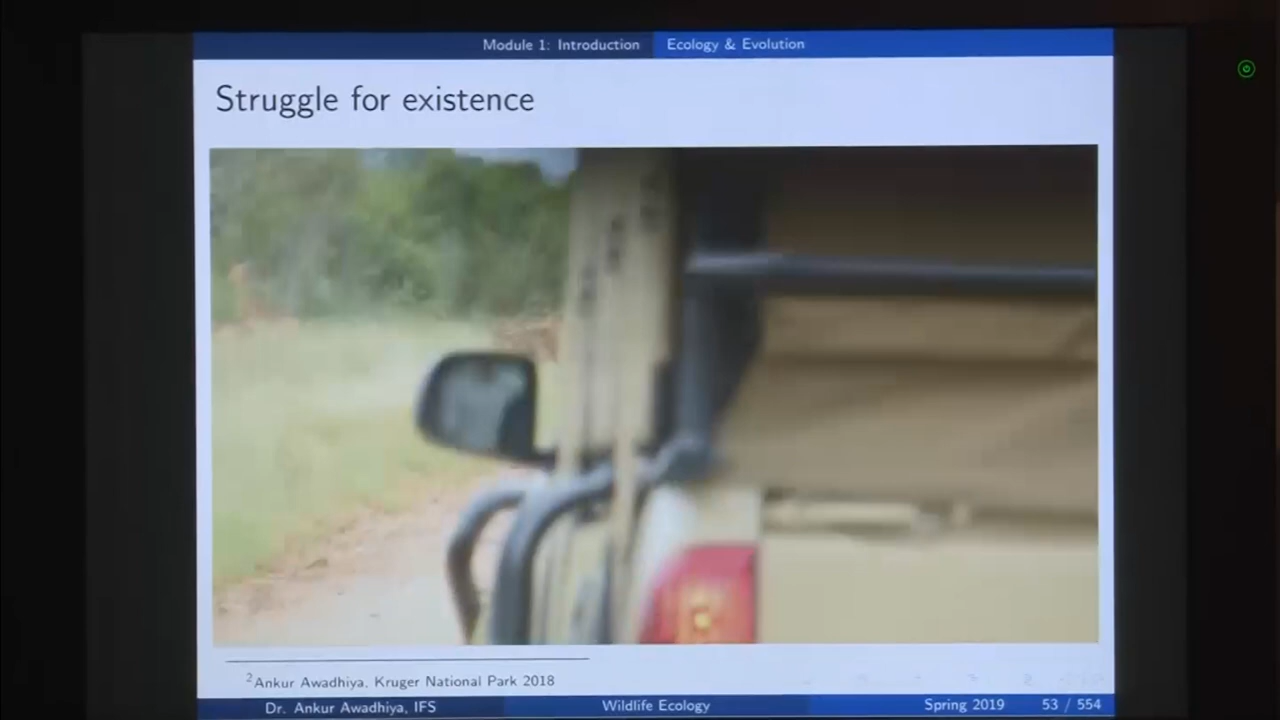 Module 1: Introduction Ecology & Evolution
Struggle for existence
2Ankur Awadhiya. Kruger National Park 2018
Dr. Ankur Awadhiya, IFS Wildlife Ecology Spring 2019 53 / 554